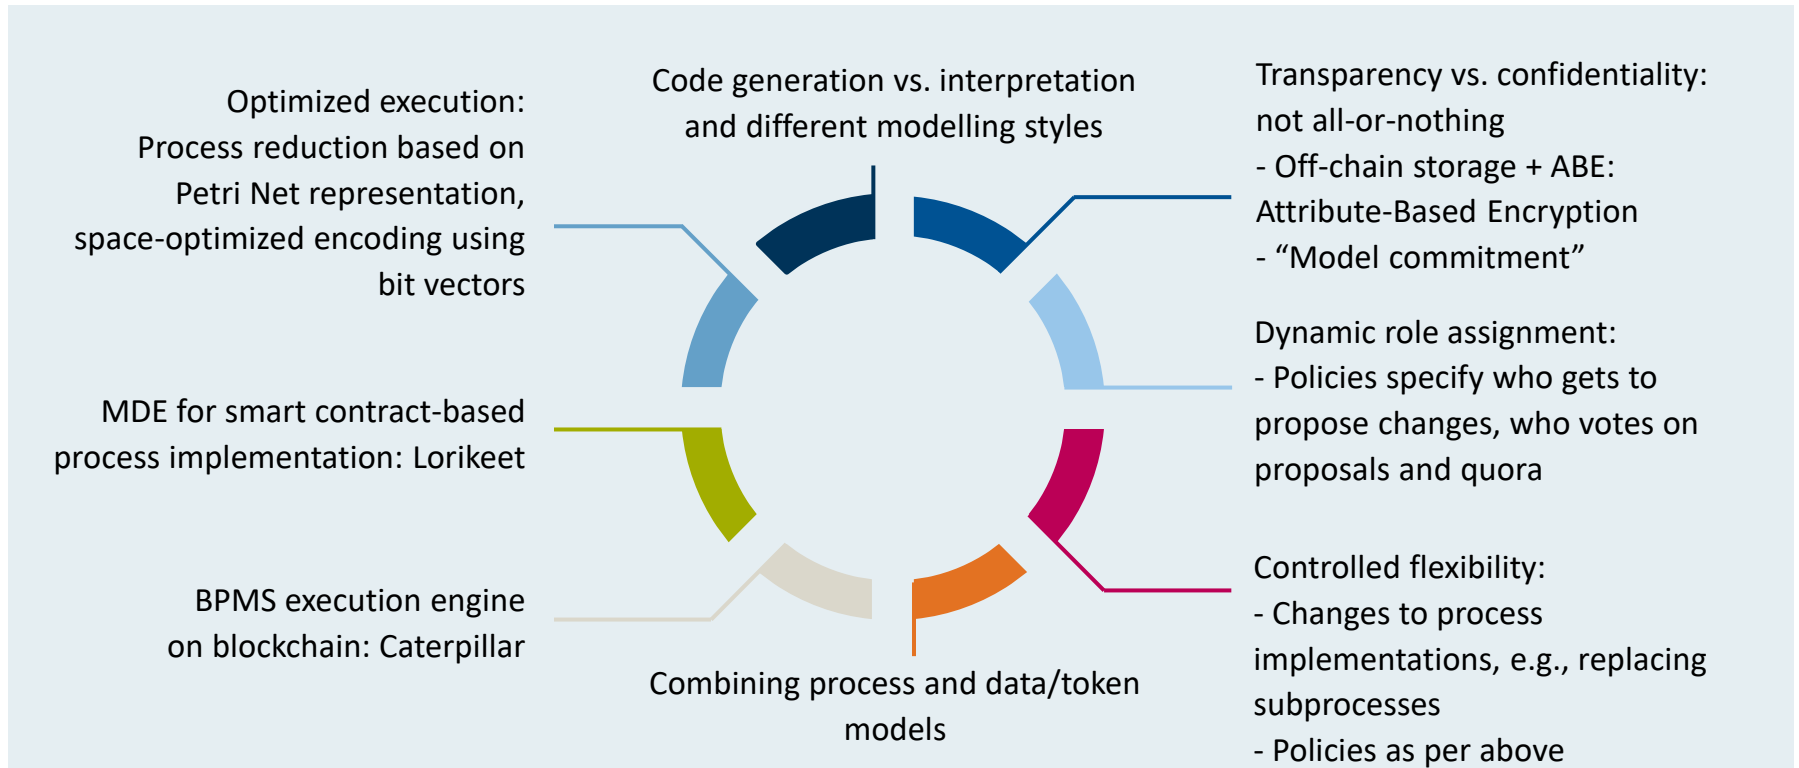 Optimized execution:
Process reduction based on
Petri Net representation,
space-optimized encoding using
bit vectors
MDE for smart contract-based
process implementation: Lorikeet
BPMS execution engine
on blockchain: Caterpillar
Code generation vs. interpretation
and different modelling styles
Combining process and data/token
models
Transparency vs. confidentiality:
not all-or-nothing
- Off-chain storage + ABE:
Attribute-Based Encryption
- “Model commitment”
Dynamic role assignment:
- Policies specify who gets to
propose changes, who votes on
proposals and quora
Controlled flexibility:
- Changes to process
implementations, e.g., replacing
subprocesses
- Policies as per above